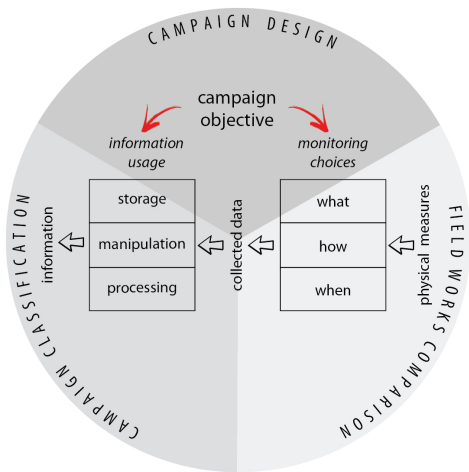 CAMPAIGN DESIGN
campaign
objective
information
usage
monitoring
choices
storage
manipulation
processing
what
how
when
information
collected data
physical measures
CAMPAIGN CLASSIFICATION
FIELD WORKS COMPARISON